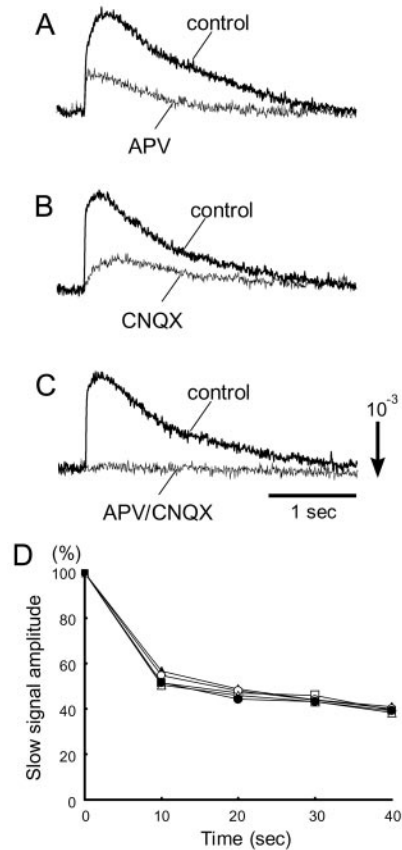 A
control
APV
B
control
CNQX
C
control
10-3
APV/CNQX
1 sec
D
(%)
100
80
60
40
20
0
Slow signal amplitude
0 10 20 30 40
Time (sec)